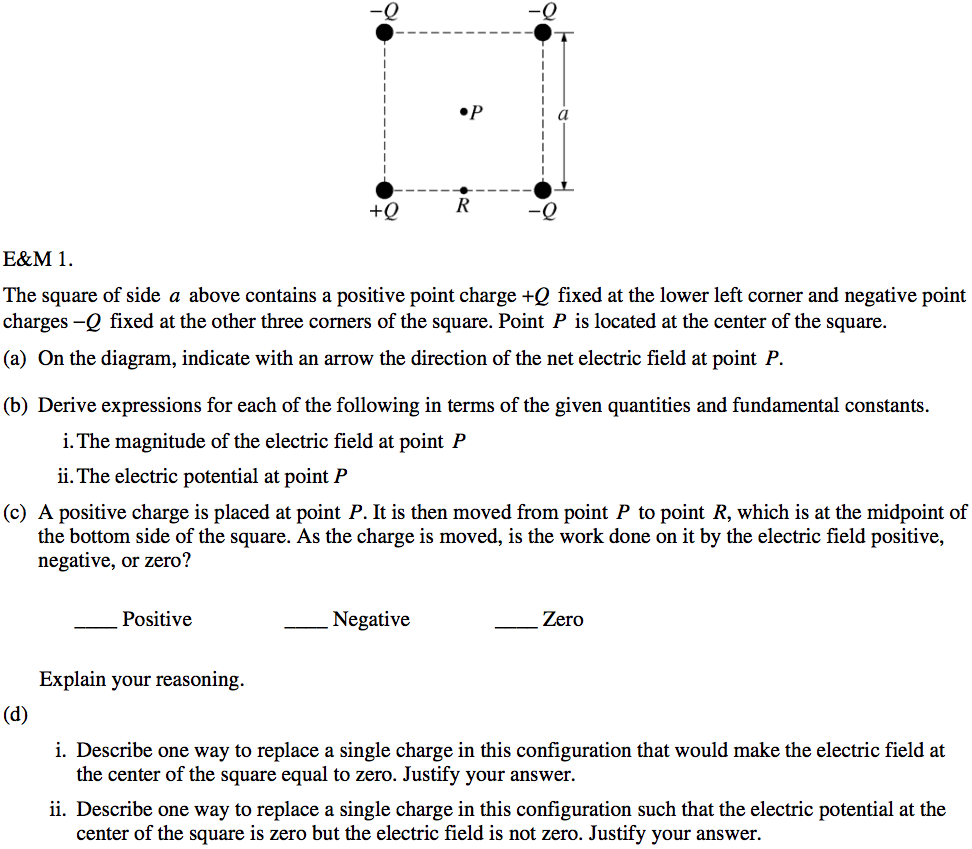 −Q −Q
•P
a
+Q R −Q
E&M 1.
The square of side a above contains a positive point charge +Q fixed at the lower left corner and negative point
charges −Q fixed at the other three corners of the square. Point P is located at the center of the square.
(a) On the diagram, indicate with an arrow the direction of the net electric field at point P.
(b) Derive expressions for each of the following in terms of the given quantities and fundamental constants.
i. The magnitude of the electric field at point P
ii. The electric potential at point P
(c) A positive charge is placed at point P. It is then moved from point P to point R, which is at the midpoint of
the bottom side of the square. As the charge is moved, is the work done on it by the electric field positive,
negative, or zero?
____ Positive ____ Negative ____ Zero
Explain your reasoning.
(d)
i. Describe one way to replace a single charge in this configuration that would make the electric field at
the center of the square equal to zero. Justify your answer.
ii. Describe one way to replace a single charge in this configuration such that the electric potential at the
center of the square is zero but the electric field is not zero. Justify your answer.